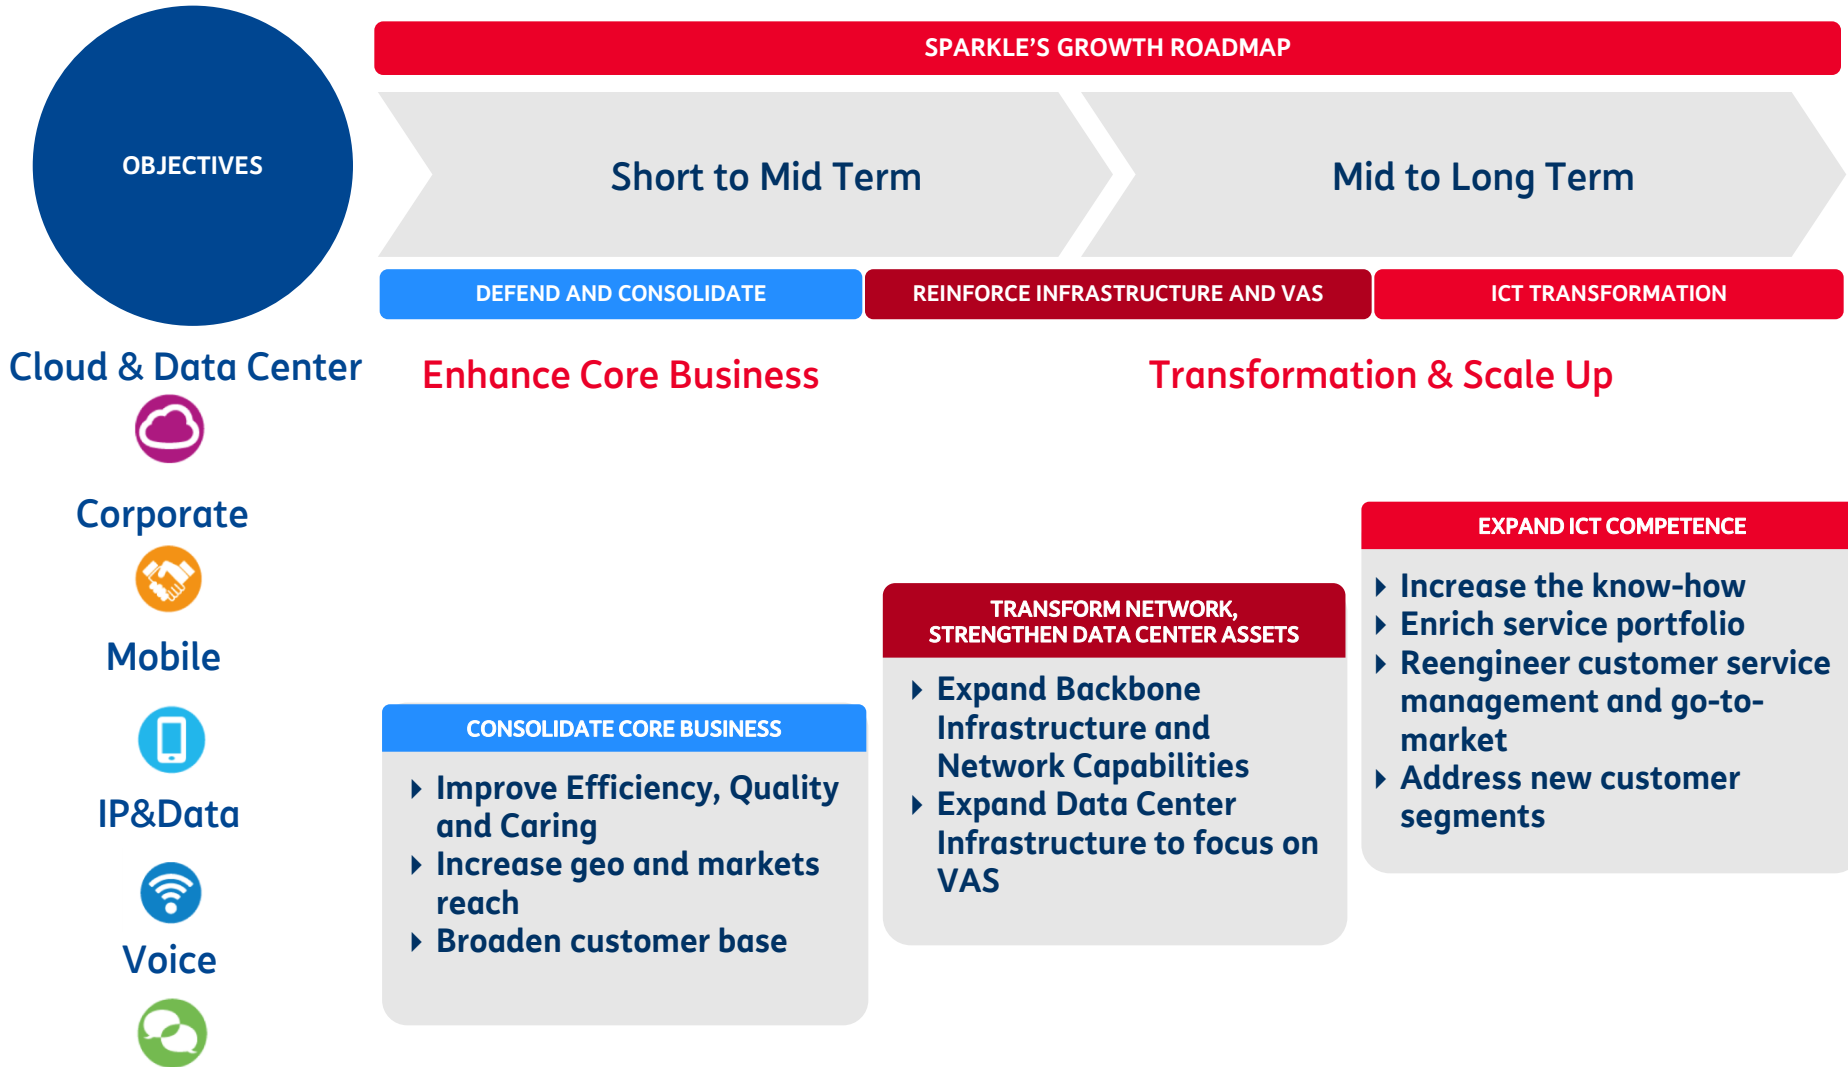 OBJECTIVES
SPARKLE'S GROWTH ROADMAP
Short to Mid Term
Mid to Long Term
DEFEND AND CONSOLIDATE
REINFORCE INFRASTRUCTURE AND VAS
ICT TRANSFORMATION
Cloud & Data Center
Corporate
Mobile
IP&Data
Voice
Enhance Core Business
Transformation & Scale Up
CONSOLIDATE CORE BUSINESS
Improve Efficiency, Quality
and Caring
Increase geo and markets
reach
Broaden customer base
TRANSFORM NETWORK,
STRENGTHEN DATA CENTER ASSETS
Expand Backbone
Infrastructure and
Network Capabilities
Expand Data Center
Infrastructure to focus on
VAS
EXPAND ICT COMPETENCE
Increase the know-how
Enrich service portfolio
Reengineer customer service
management and go-to-
market
Address new customer
segments